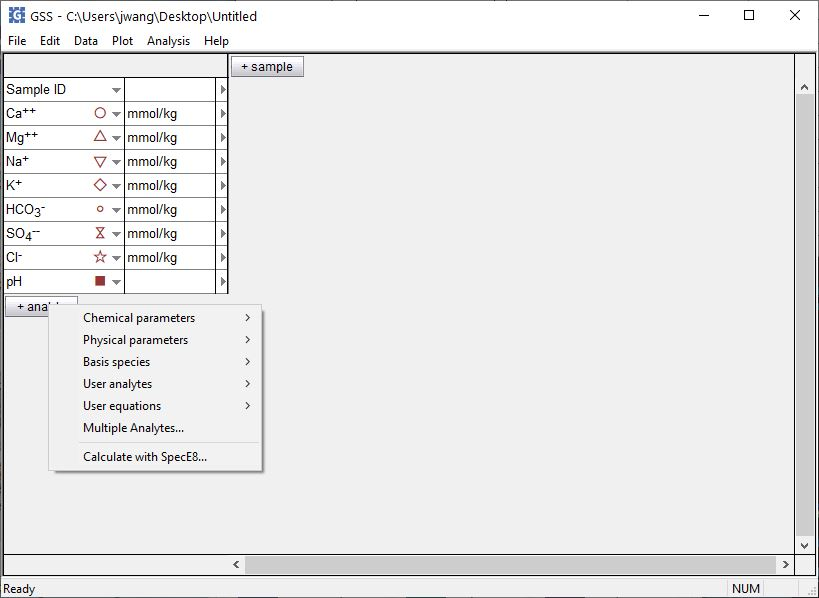 GSS - C:\Users\jwang\Desktop\Untitled
File Edit Data Plot Analysis Help
+ sample
Sample ID
Ca++ mmol/kg
Mg++ mmol/kg
Na+ mmol/kg
K+ mmol/kg
HCO3- mmol/kg
SO4-- mmol/kg
Cl- mmol/kg
pH
+
Chemical parameters
Physical parameters
Basis species
User analytes
User equations
Multiple Analytes...
Calculate with SpecE8...
Ready NUM